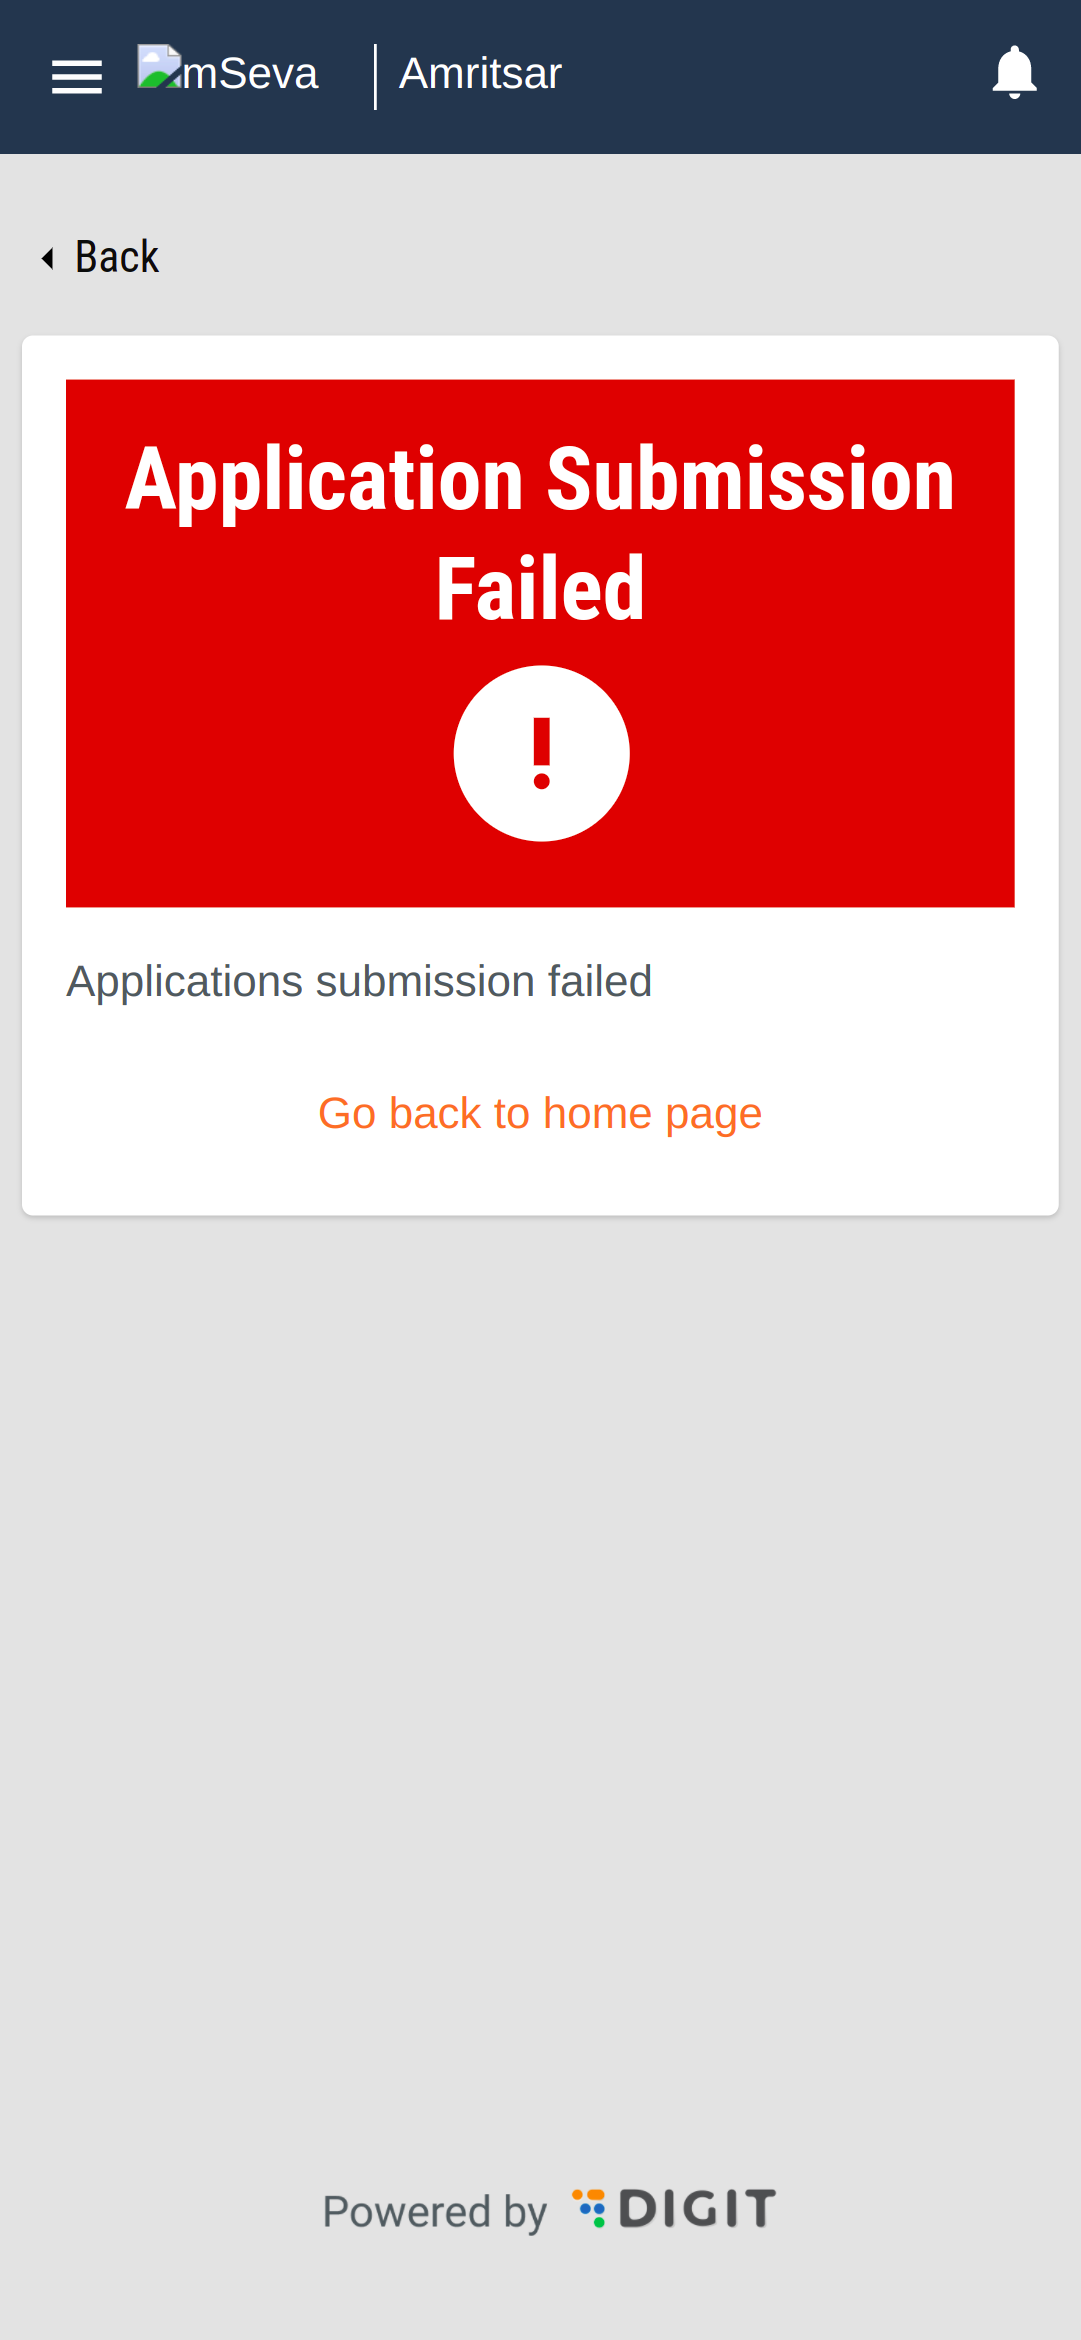 mSeva
Amritsar
Back
Application Submission
Failed
!
Applications submission failed
Go back to home page
Powered by DIGIT